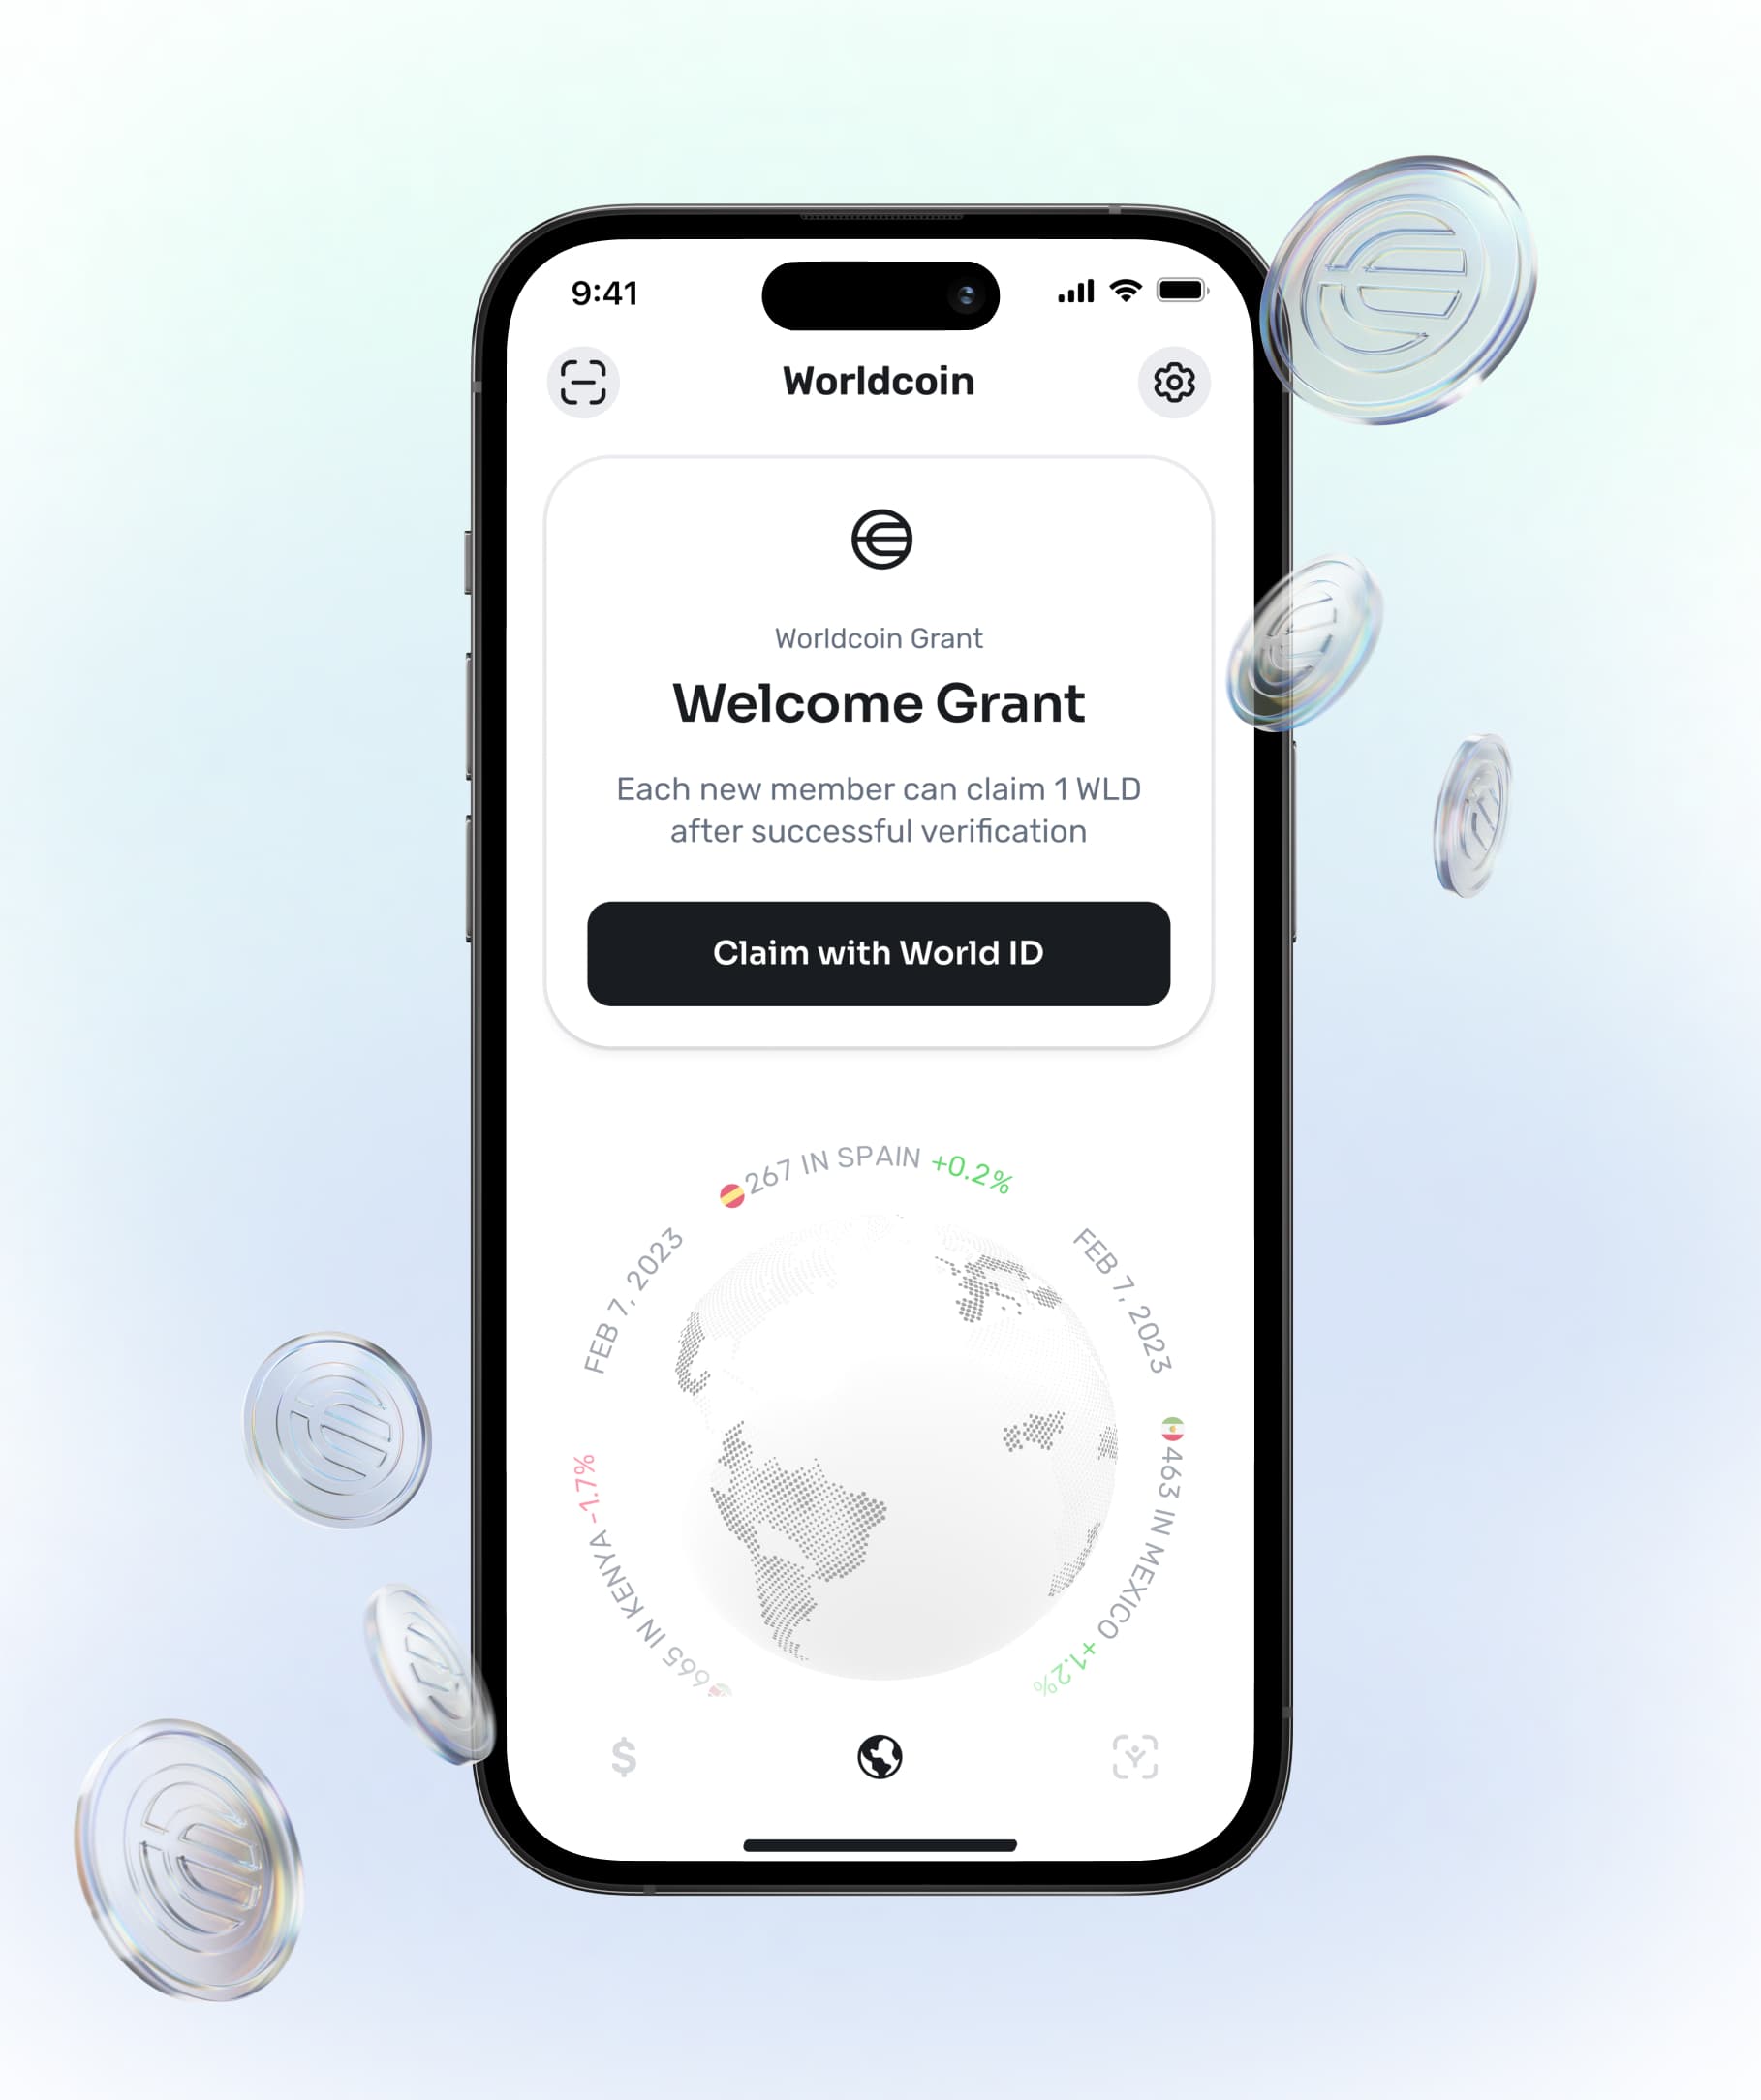 9:41
Worldcoin
Worldcoin Grant
Welcome Grant
Each new member can claim 1 WLD
after successful verification
Claim with World ID
267 IN SPAIN +0.2%
FEB 7, 2023
FEB 7, 2023
463 IN MEXICO +1.2%
665 IN KENYA -1.7%
$